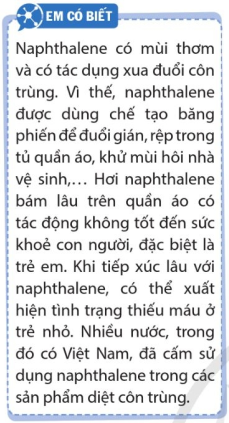 EM CÓ BIẾT
Naphthalene có mùi thơm
và có tác dụng xua đuổi côn
trùng. Vì thế, naphthalene
được dùng chế tạo băng
phiến để đuổi gián, rệp trong
tủ quần áo, khử mùi hôi nhà
vệ sinh,... Hơi naphthalene
bám lâu trên quần áo có
tác động không tốt đến sức
khoẻ con người, đặc biệt là
trẻ em. Khi tiếp xúc lâu với
naphthalene, có thể xuất
hiện tình trạng thiếu máu ở
trẻ nhỏ. Nhiều nước, trong
đó có Việt Nam, đã cấm sử
dụng naphthalene trong các
sản phẩm diệt côn trùng.